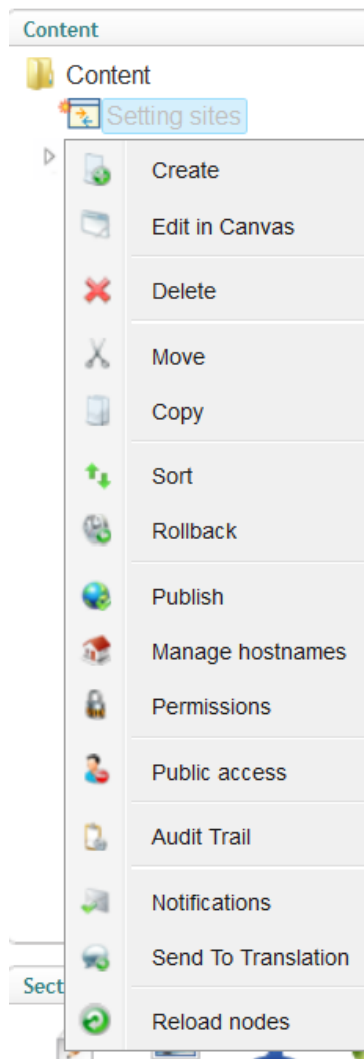 Content
Content
Setting sites
Create
Edit in Canvas
Delete
Move
Copy
Sort
Rollback
Publish
Manage hostnames
Permissions
Public access
Audit Trail
Notifications
Send To Translation
Sect
Reload nodes